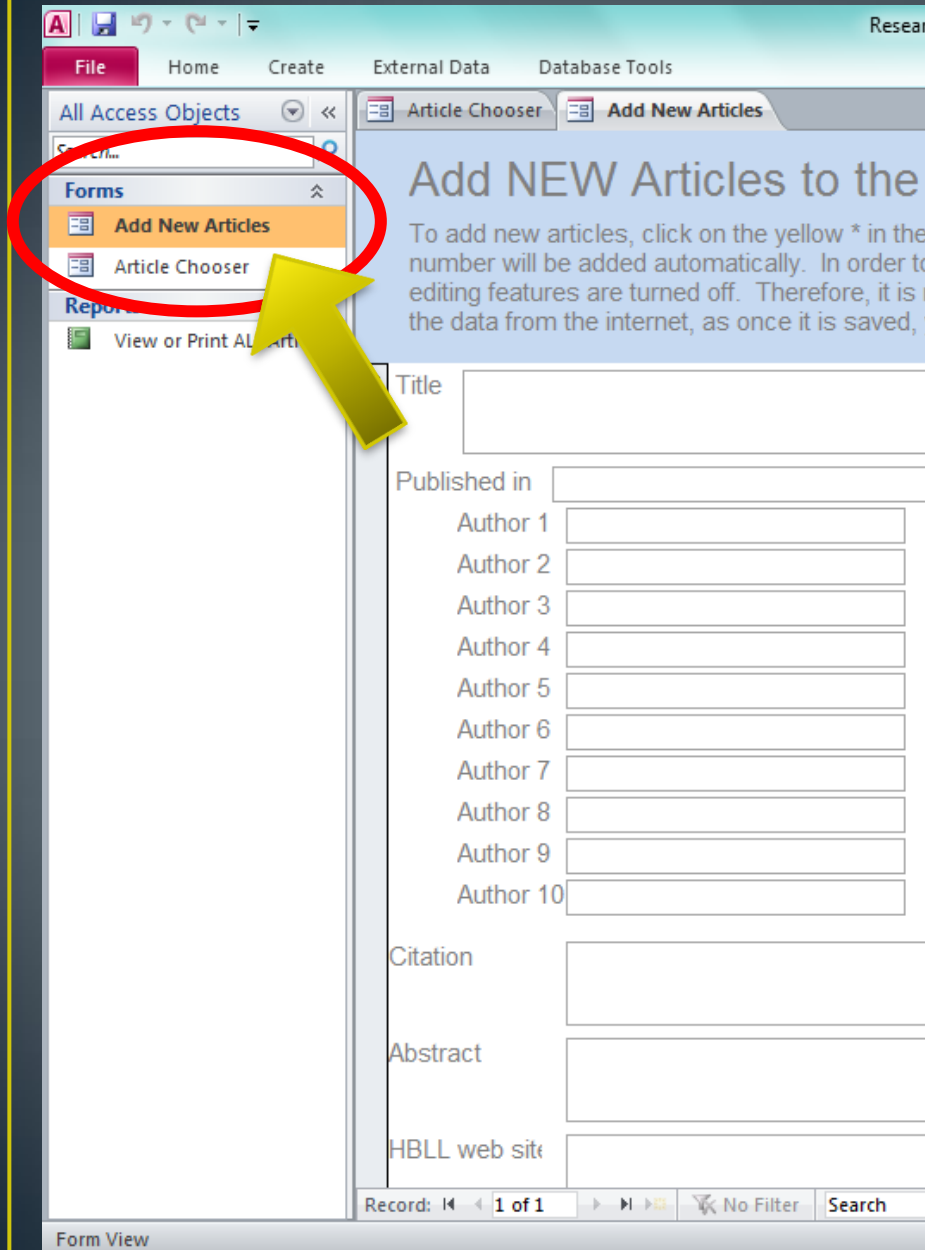 A
Resear
File Home Create External Data Database Tools
All Access Objects «
Article Chooser Add New Articles
Forms
Add New Articles
Article Chooser
View or Print AL
Add NEW Articles to the
To add new articles, click on the yellow * in the
number will be added automatically. In order to
editing features are turned off. Therefore, it is
the data from the internet, as once it is saved,
Title
Published in
Author 1
Author 2
Author 3
Author 4
Author 5
Author 6
Author 7
Author 8
Author 9
Author 10
Citation
Abstract
HBLL web site
Record: 1 of 1 No Filter Search
Form View